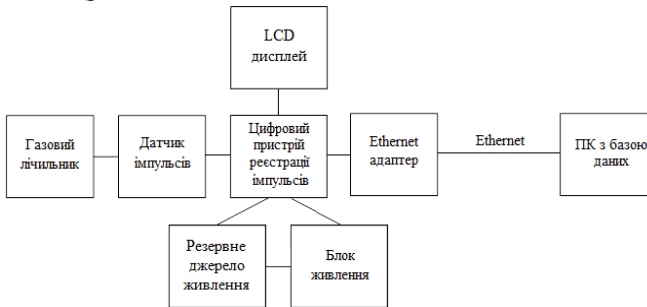 LCD
дисплей
Газовий
лічильник
Датчик
імпульсів
Цифровий
пристрій
реєстрації
імпульсів
Ethernet
адаптер
Ethernet
ПК з базою
даних
Резервне
джерело
живлення
Блок
живлення